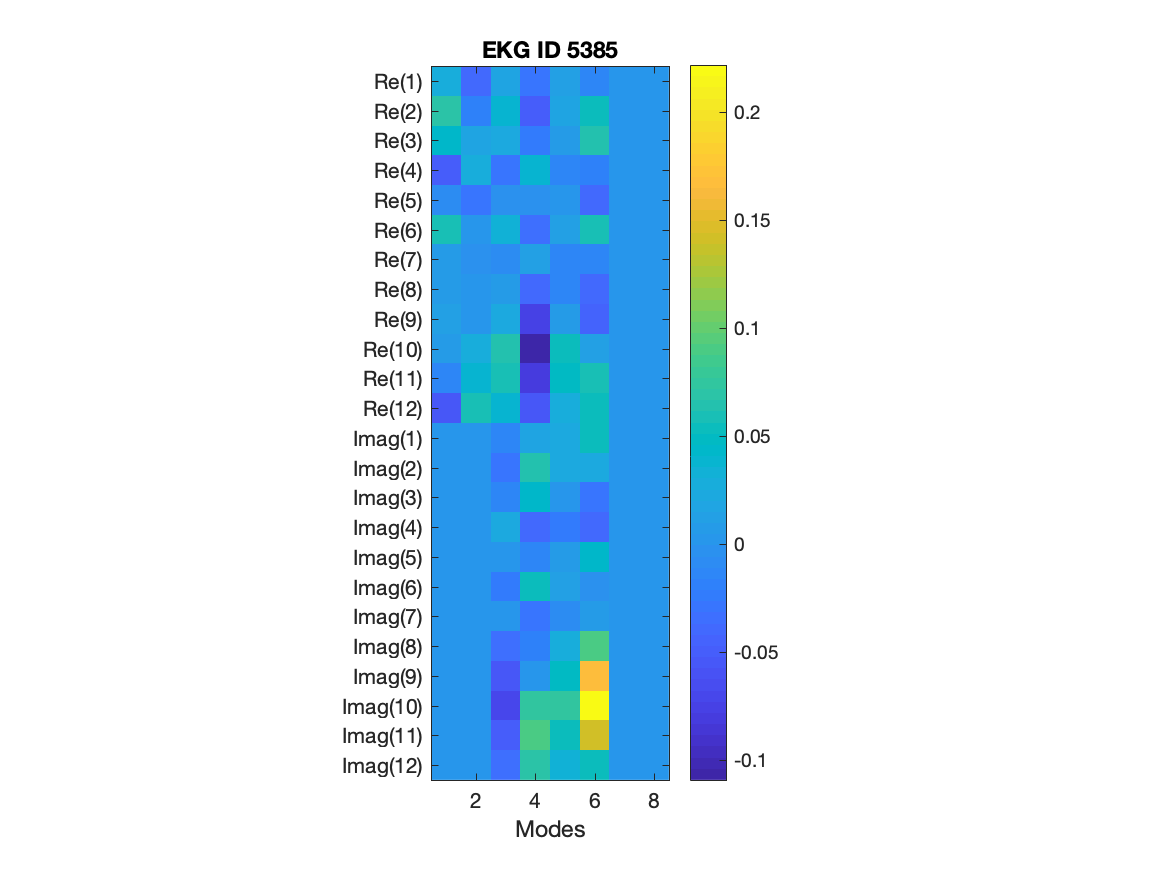 EKG ID 5385
Re(1)
Re(2)
Re(3)
Re(4)
Re(5)
Re(6)
Re(7)
Re(8)
Re(9)
Re(10)
Re(11)
Re(12)
Imag(1)
Imag(2)
Imag(3)
Imag(4)
Imag(5)
Imag(6)
Imag(7)
Imag(8)
Imag(9)
Imag(10)
Imag(11)
Imag(12)
2 4 6 8
Modes
0.2
0.15
0.1
0.05
0
-0.05
-0.1